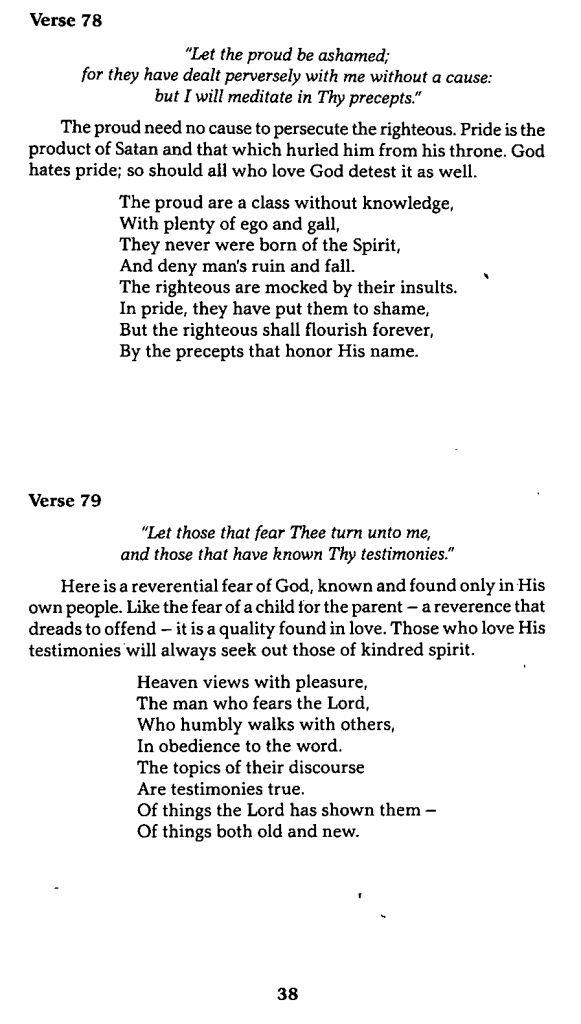 Verse 78
"Let the proud be ashamed;
for they have dealt perversely with me without a cause:
but I will meditate in Thy precepts."
The proud need no cause to persecute the righteous. Pride is the
product of Satan and that which hurled him from his throne. God
hates pride; so should all who love God detest it as well.
The proud are a class without knowledge,
With plenty of ego and gall,
They never were born of the Spirit,
And deny man's ruin and fall.
The righteous are mocked by their insults.
In pride, they have put them to shame,
But the righteous shall flourish forever,
By the precepts that honor His name.
Verse 79
"Let those that fear Thee turn unto me,
and those that have known Thy testimonies."
Here is a reverential fear of God, known and found only in His
own people. Like the fear of a child for the parent – a reverence that
dreads to offend – it is a quality found in love. Those who love His
testimonies will always seek out those of kindred spirit.
Heaven views with pleasure,
The man who fears the Lord,
Who humbly walks with others,
In obedience to the word.
The topics of their discourse
Are testimonies true.
Of things the Lord has shown them –
Of things both old and new.
38